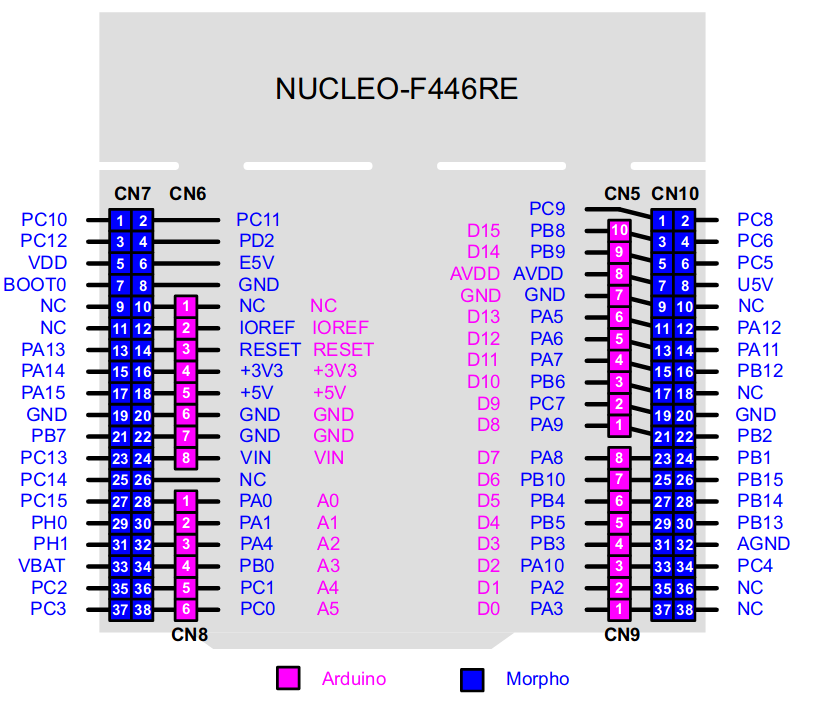 NUCLEO-F446RE
CN7 CN6 CN5 CN10
PC9
PC10 1 2 PC11 1 2 PC8
PC12 3 4 PD2 D15 PB8 10 3 4 PC6
VDD 5 6 E5V D14 PB9 9 5 6 PC5
BOOT0 7 8 GND AVDD AVDD 8 7 8 U5V
NC 9 10 1 NC NC GND GND 7 9 10 NC
NC 11 12 2 IOREF IOREF D13 PA5 6 11 12 PA12
PA13 13 14 3 RESET RESET D12 PA6 5 13 14 PA11
PA14 15 16 4 +3V3 +3V3 D11 PA7 4 15 16 PB12
PA15 17 18 5 +5V +5V D10 PB6 3 17 18 NC
GND 19 20 6 GND GND D9 PC7 2 19 20 GND
PB7 21 22 7 GND GND D8 PA9 1 21 22 PB2
PC13 23 24 8 VIN VIN D7 PA8 8 23 24 PB1
PC14 25 26 NC D6 PB10 7 25 26 PB15
PC15 27 28 1 PA0 A0 D5 PB4 6 27 28 PB14
PH0 29 30 2 PA1 A1 D4 PB5 5 29 30 PB13
PH1 31 32 3 PA4 A2 D3 PB3 4 31 32 AGND
VBAT 33 34 4 PB0 A3 D2 PA10 3 33 34 PC4
PC2 35 36 5 PC1 A4 D1 PA2 2 35 36 NC
PC3 37 38 6 PC0 A5 D0 PA3 1 37 38 NC
CN8 CN9
Arduino Morpho